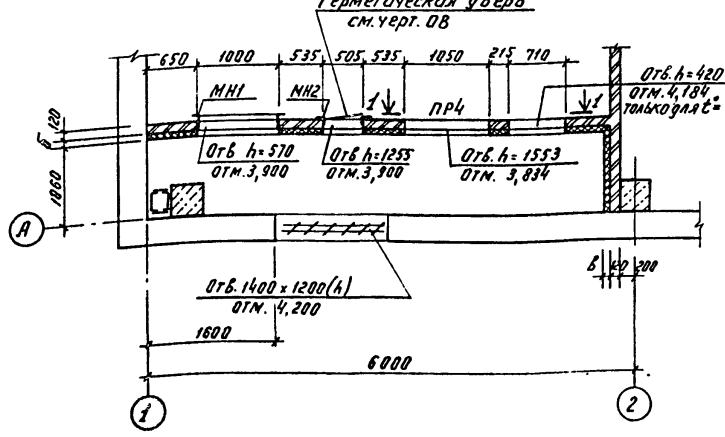 Герметическая дверь
см. черт. ОВ
650 1000 535 505 535 1050 215 710
Отв. h=420
отм. 4,184
только для t°
МН1
МН2
1
ПР4
1
120
б
1060
Отв h=570
отм. 3,900
Отв. h=1255
отм. 3,900
Отв. h=1553
отм. 3,834
А
Отв. 1400 x 1200(h)
отм. 4,200
в 120 200
1600
6000
1
2